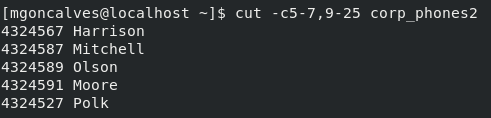 [mgoncalves@localhost ~]$ cut -c5-7,9-25 corp_phones2
4324567 Harrison
4324587 Mitchell
4324589 Olson
4324591 Moore
4324527 Polk